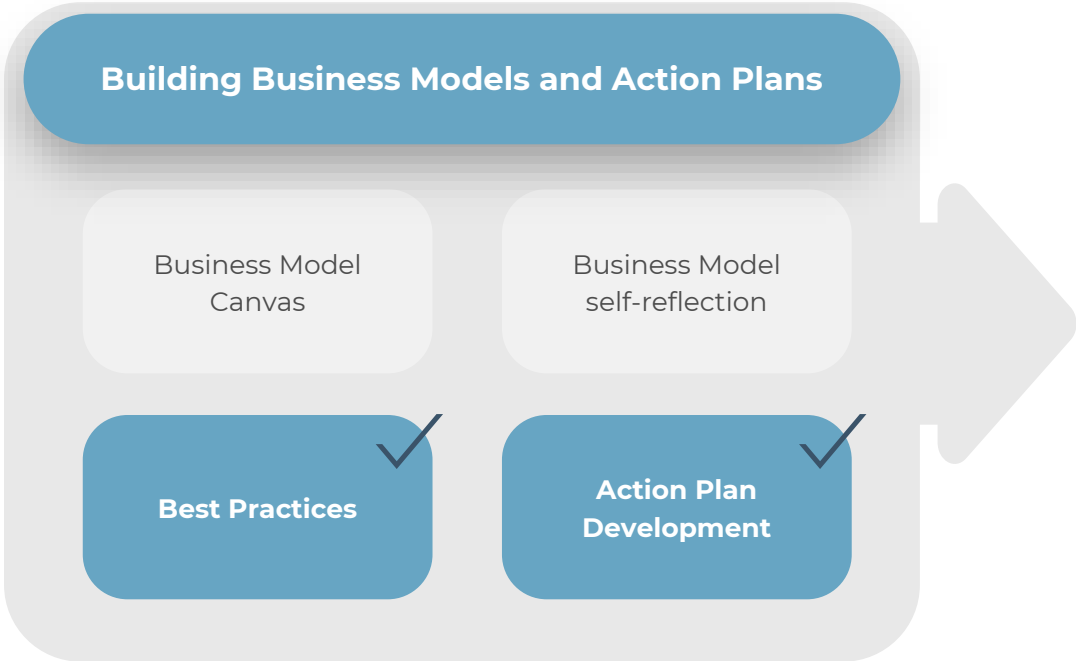 Building Business Models and Action Plans
Business Model
Canvas
Business Model
self-reflection
Best Practices
Action Plan
Development